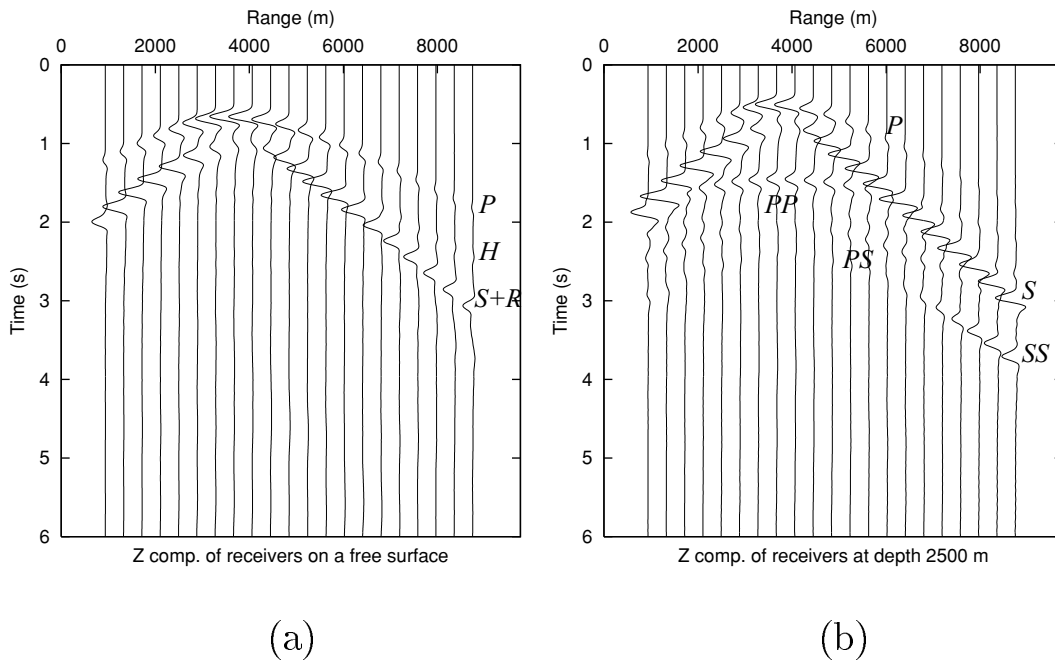 Range (m)
0 2000 4000 6000 8000
0
1
2
3
4
5
6
Time (s)
P
H
S+R
Z comp. of receivers on a free surface
(a)
Range (m)
0 2000 4000 6000 8000
0
1
2
3
4
5
6
Time (s)
P
PP
PS
S
SS
Z comp. of receivers at depth 2500 m
(b)